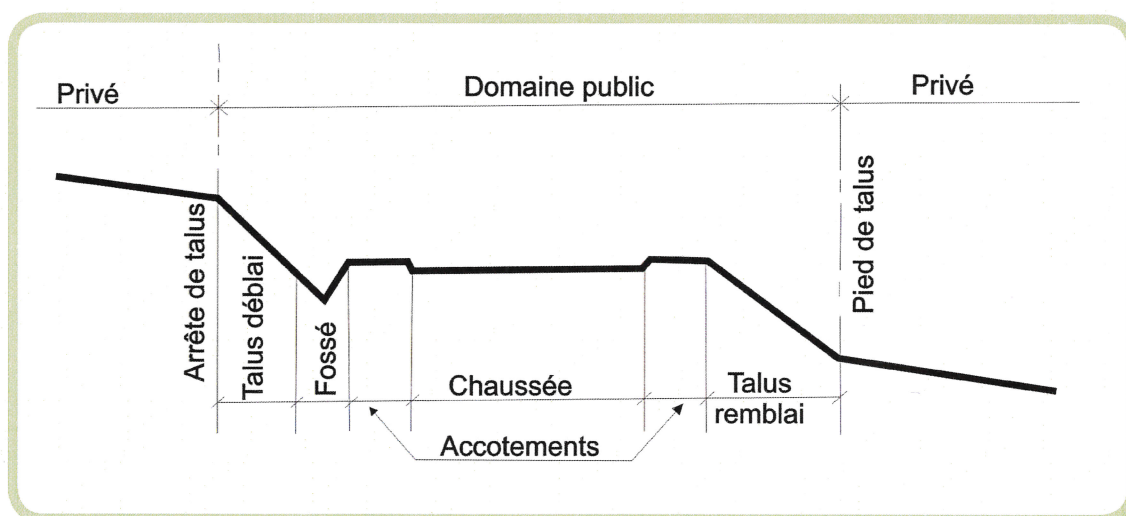 Privé
Domaine public
Privé
Arrête de talus
Talus déblai
Fossé
Chaussée
Talus
remblai
Pied de talus
Accotements